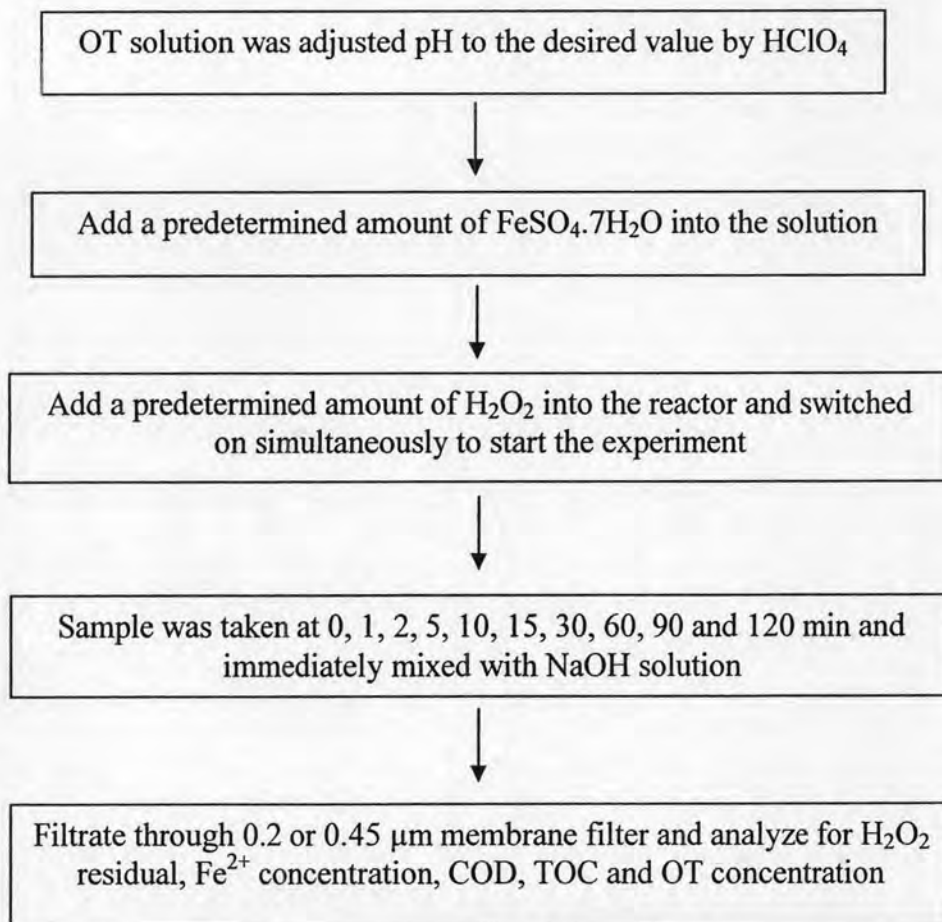 OT solution was adjusted pH to the desired value by HClO₄
Add a predetermined amount of FeSO₄.7H₂O into the solution
Add a predetermined amount of H₂O₂ into the reactor and switched
on simultaneously to start the experiment
Sample was taken at 0, 1, 2, 5, 10, 15, 30, 60, 90 and 120 min and
immediately mixed with NaOH solution
Filtrate through 0.2 or 0.45 μm membrane filter and analyze for H₂O₂
residual, Fe²⁺ concentration, COD, TOC and OT concentration